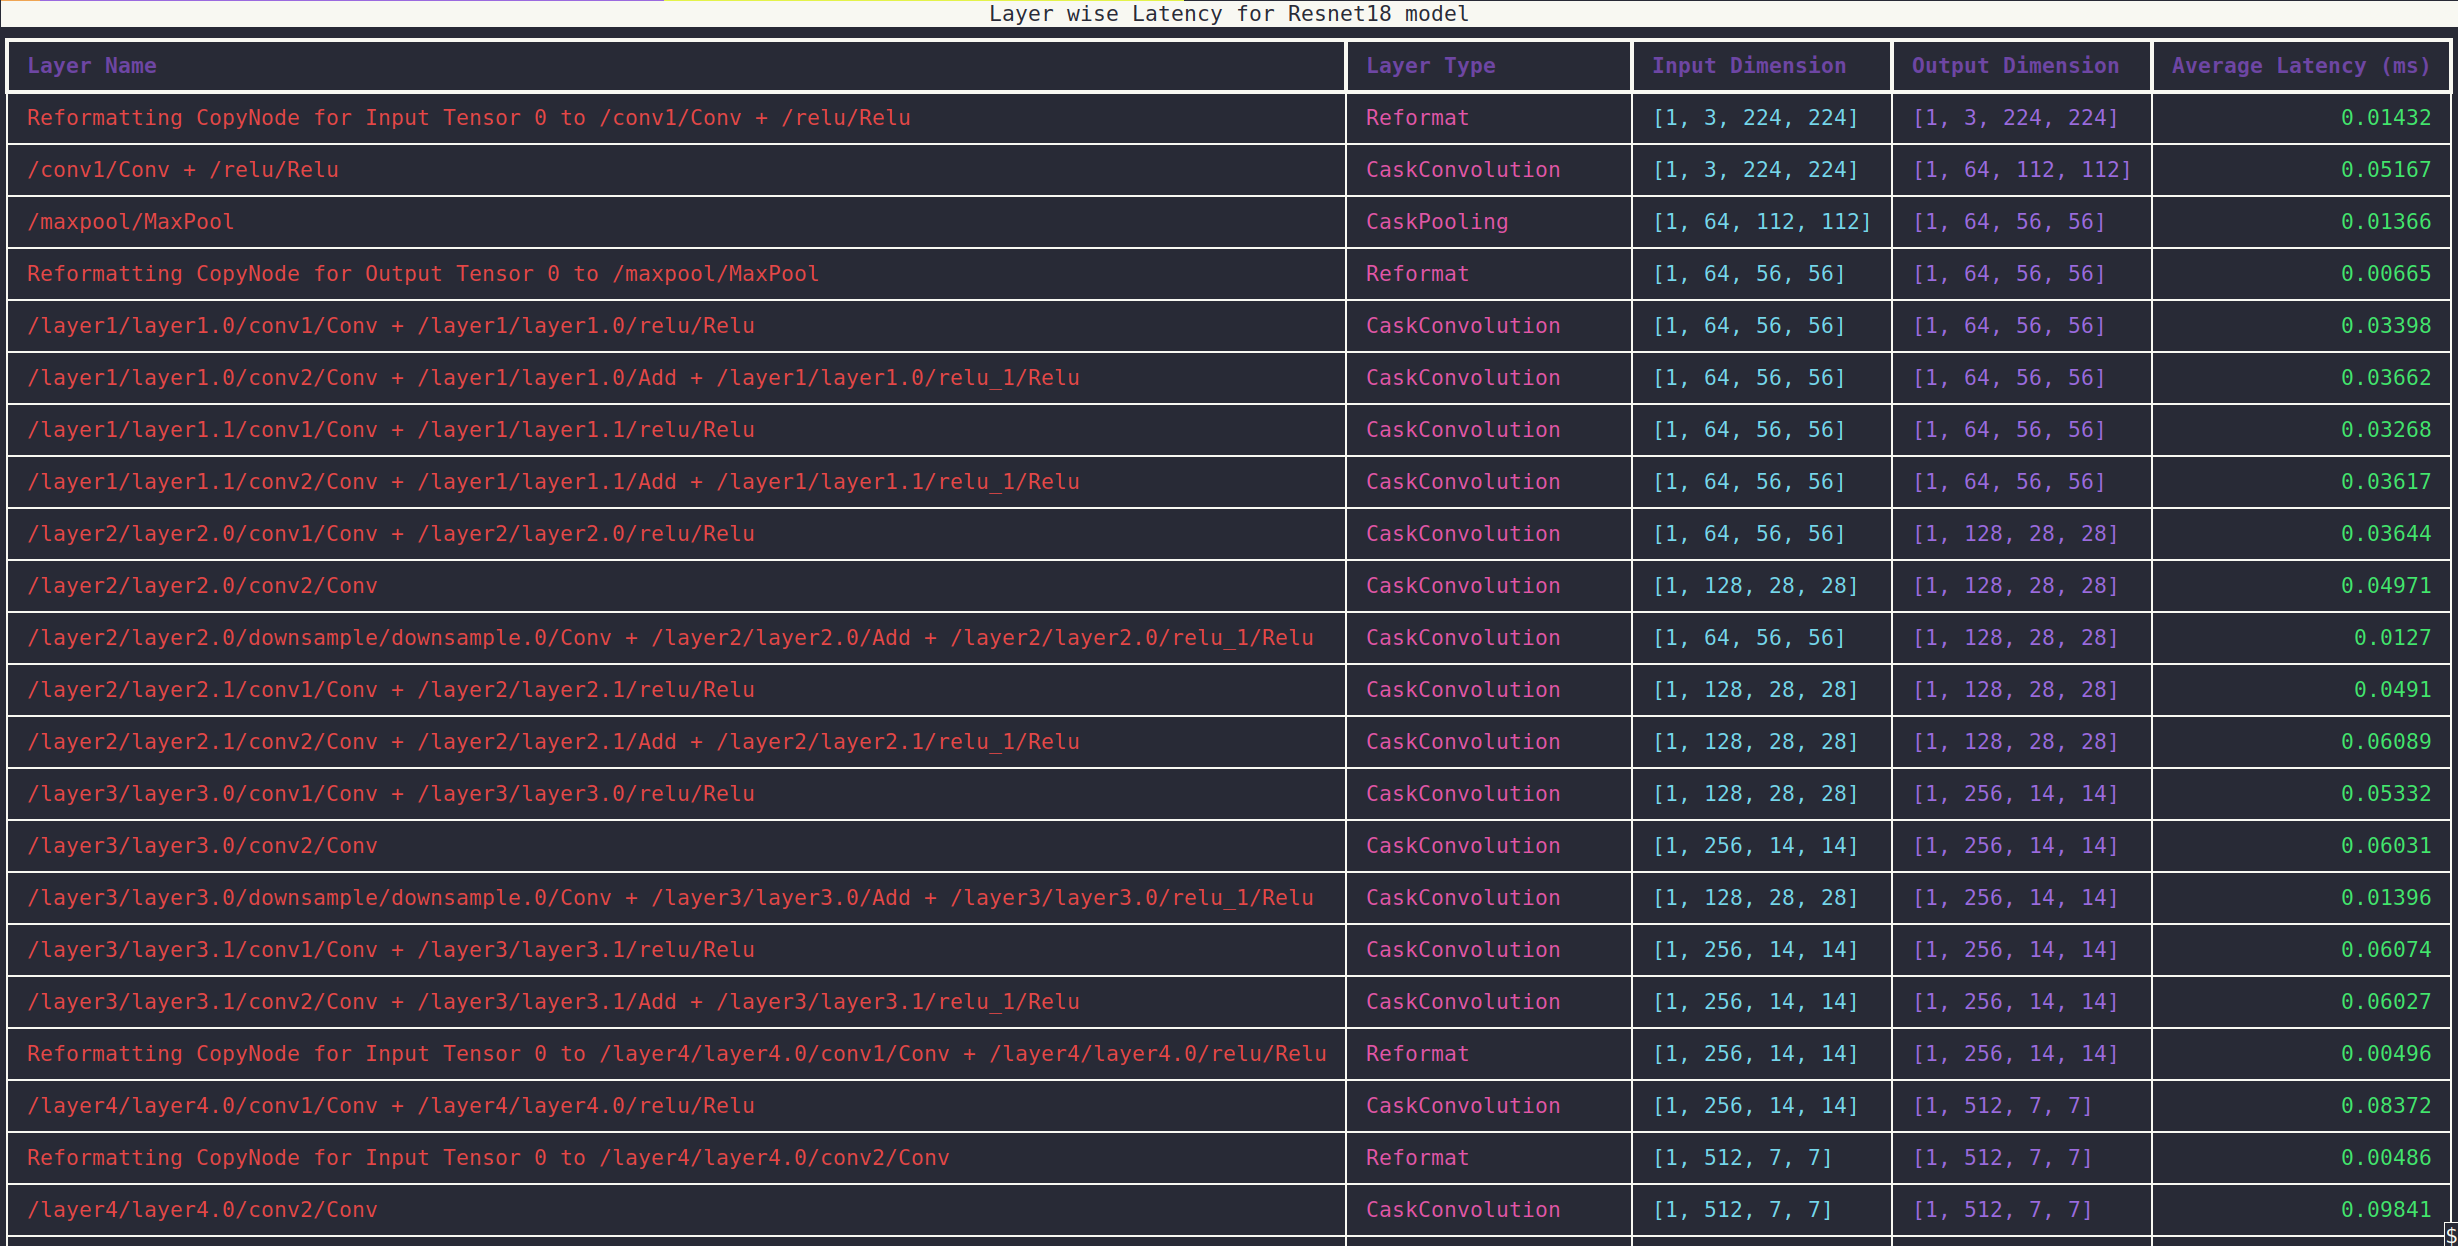 Layer wise Latency for Resnet18 model
Layer Name Layer Type Input Dimension Output Dimension Average Latency (ms)
Reformatting CopyNode for Input Tensor 0 to /conv1/Conv + /relu/Relu Reformat [1, 3, 224, 224] [1, 3, 224, 224] 0.01432
/conv1/Conv + /relu/Relu CaskConvolution [1, 3, 224, 224] [1, 64, 112, 112] 0.05167
/maxpool/MaxPool CaskPooling [1, 64, 112, 112] [1, 64, 56, 56] 0.01366
Reformatting CopyNode for Output Tensor 0 to /maxpool/MaxPool Reformat [1, 64, 56, 56] [1, 64, 56, 56] 0.00665
/layer1/layer1.0/conv1/Conv + /layer1/layer1.0/relu/Relu CaskConvolution [1, 64, 56, 56] [1, 64, 56, 56] 0.03398
/layer1/layer1.0/conv2/Conv + /layer1/layer1.0/Add + /layer1/layer1.0/relu_1/Relu CaskConvolution [1, 64, 56, 56] [1, 64, 56, 56] 0.03662
/layer1/layer1.1/conv1/Conv + /layer1/layer1.1/relu/Relu CaskConvolution [1, 64, 56, 56] [1, 64, 56, 56] 0.03268
/layer1/layer1.1/conv2/Conv + /layer1/layer1.1/Add + /layer1/layer1.1/relu_1/Relu CaskConvolution [1, 64, 56, 56] [1, 64, 56, 56] 0.03617
/layer2/layer2.0/conv1/Conv + /layer2/layer2.0/relu/Relu CaskConvolution [1, 64, 56, 56] [1, 128, 28, 28] 0.03644
/layer2/layer2.0/conv2/Conv CaskConvolution [1, 128, 28, 28] [1, 128, 28, 28] 0.04971
/layer2/layer2.0/downsample/downsample.0/Conv + /layer2/layer2.0/Add + /layer2/layer2.0/relu_1/Relu CaskConvolution [1, 64, 56, 56] [1, 128, 28, 28] 0.0127
/layer2/layer2.1/conv1/Conv + /layer2/layer2.1/relu/Relu CaskConvolution [1, 128, 28, 28] [1, 128, 28, 28] 0.0491
/layer2/layer2.1/conv2/Conv + /layer2/layer2.1/Add + /layer2/layer2.1/relu_1/Relu CaskConvolution [1, 128, 28, 28] [1, 128, 28, 28] 0.06089
/layer3/layer3.0/conv1/Conv + /layer3/layer3.0/relu/Relu CaskConvolution [1, 128, 28, 28] [1, 256, 14, 14] 0.05332
/layer3/layer3.0/conv2/Conv CaskConvolution [1, 256, 14, 14] [1, 256, 14, 14] 0.06031
/layer3/layer3.0/downsample/downsample.0/Conv + /layer3/layer3.0/Add + /layer3/layer3.0/relu_1/Relu CaskConvolution [1, 128, 28, 28] [1, 256, 14, 14] 0.01396
/layer3/layer3.1/conv1/Conv + /layer3/layer3.1/relu/Relu CaskConvolution [1, 256, 14, 14] [1, 256, 14, 14] 0.06074
/layer3/layer3.1/conv2/Conv + /layer3/layer3.1/Add + /layer3/layer3.1/relu_1/Relu CaskConvolution [1, 256, 14, 14] [1, 256, 14, 14] 0.06027
Reformatting CopyNode for Input Tensor 0 to /layer4/layer4.0/conv1/Conv + /layer4/layer4.0/relu/Relu Reformat [1, 256, 14, 14] [1, 256, 14, 14] 0.00496
/layer4/layer4.0/conv1/Conv + /layer4/layer4.0/relu/Relu CaskConvolution [1, 256, 14, 14] [1, 512, 7, 7] 0.08372
Reformatting CopyNode for Input Tensor 0 to /layer4/layer4.0/conv2/Conv Reformat [1, 512, 7, 7] [1, 512, 7, 7] 0.00486
/layer4/layer4.0/conv2/Conv CaskConvolution [1, 512, 7, 7] [1, 512, 7, 7] 0.09841
$